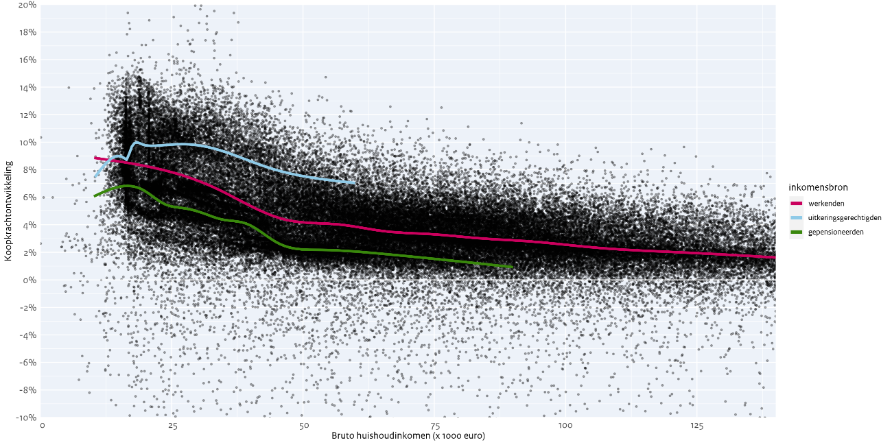 20%
18%
16%
14%
12%
10%
8%
6%
4%
2%
0%
-2%
-4%
-6%
-8%
-10%
Koopkrachtontwikkeling
0 25 50 75 100 125
Bruto huishoudinkomen (x 1000 euro)
inkomensbron
werkenden
uitkeringsgerechtigden
gepensioneerden